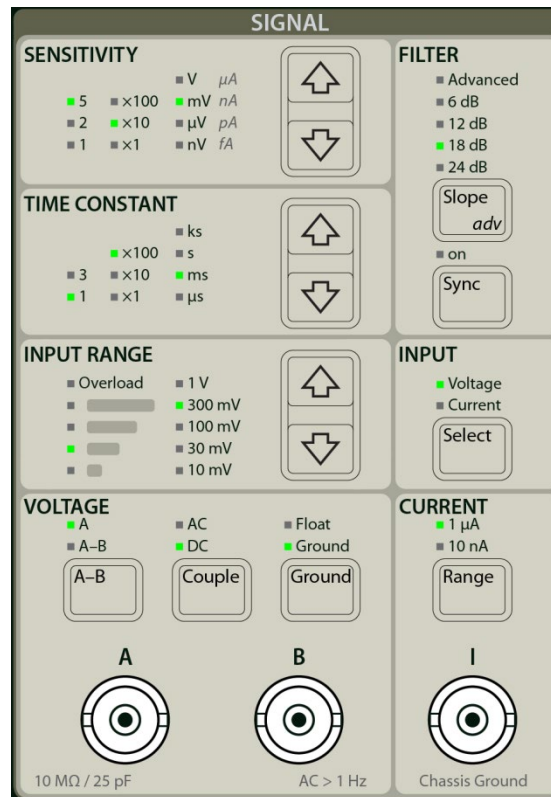 SIGNAL
SENSITIVITY
V µA
5 ×100 mV nA
2 ×10 µV pA
1 ×1 nV fA
FILTER
Advanced
6 dB
12 dB
18 dB
24 dB
Slope
adv
on
Sync
TIME CONSTANT
ks
×100 s
3 ×10 ms
1 ×1 µs
INPUT RANGE
Overload 1 V
300 mV
100 mV
30 mV
10 mV
INPUT
Voltage
Current
Select
VOLTAGE
A AC Float
A–B DC Ground
A–B Couple Ground
CURRENT
1 µA
10 nA
Range
A B I
10 MΩ / 25 pF AC > 1 Hz Chassis Ground